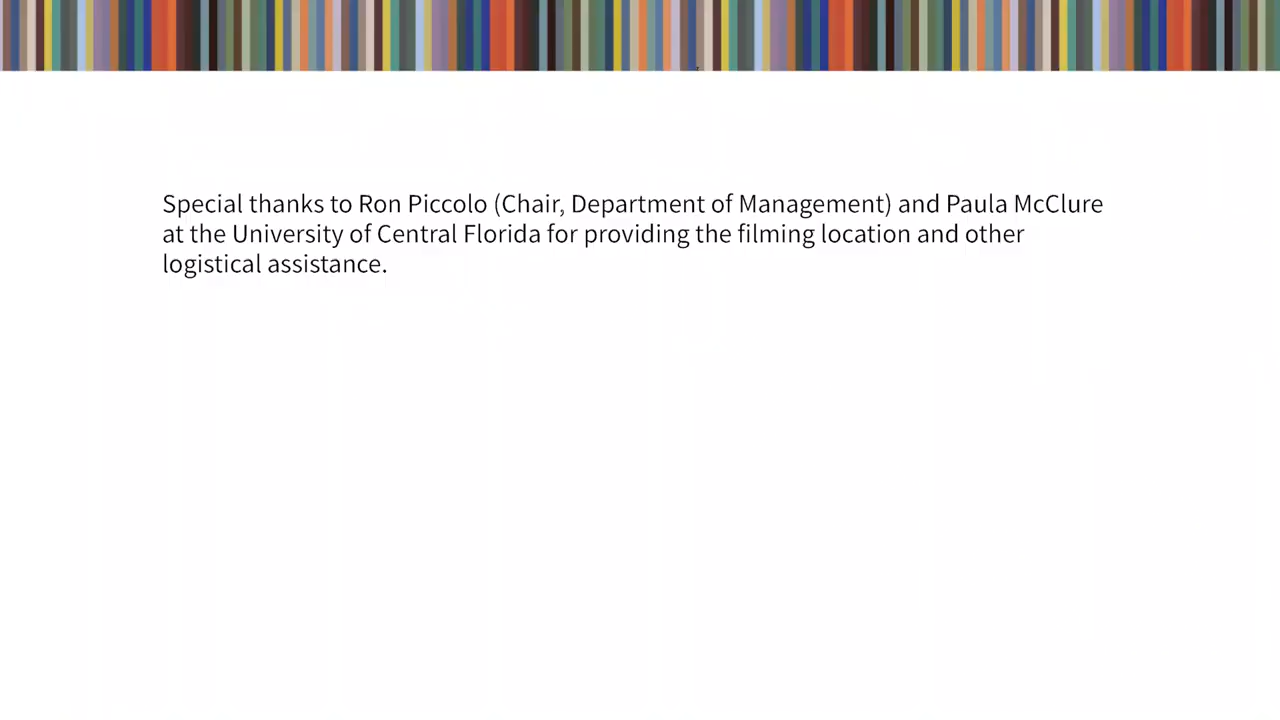 Special thanks to Ron Piccolo (Chair, Department of Management) and Paula McClure
at the University of Central Florida for providing the filming location and other
logistical assistance.